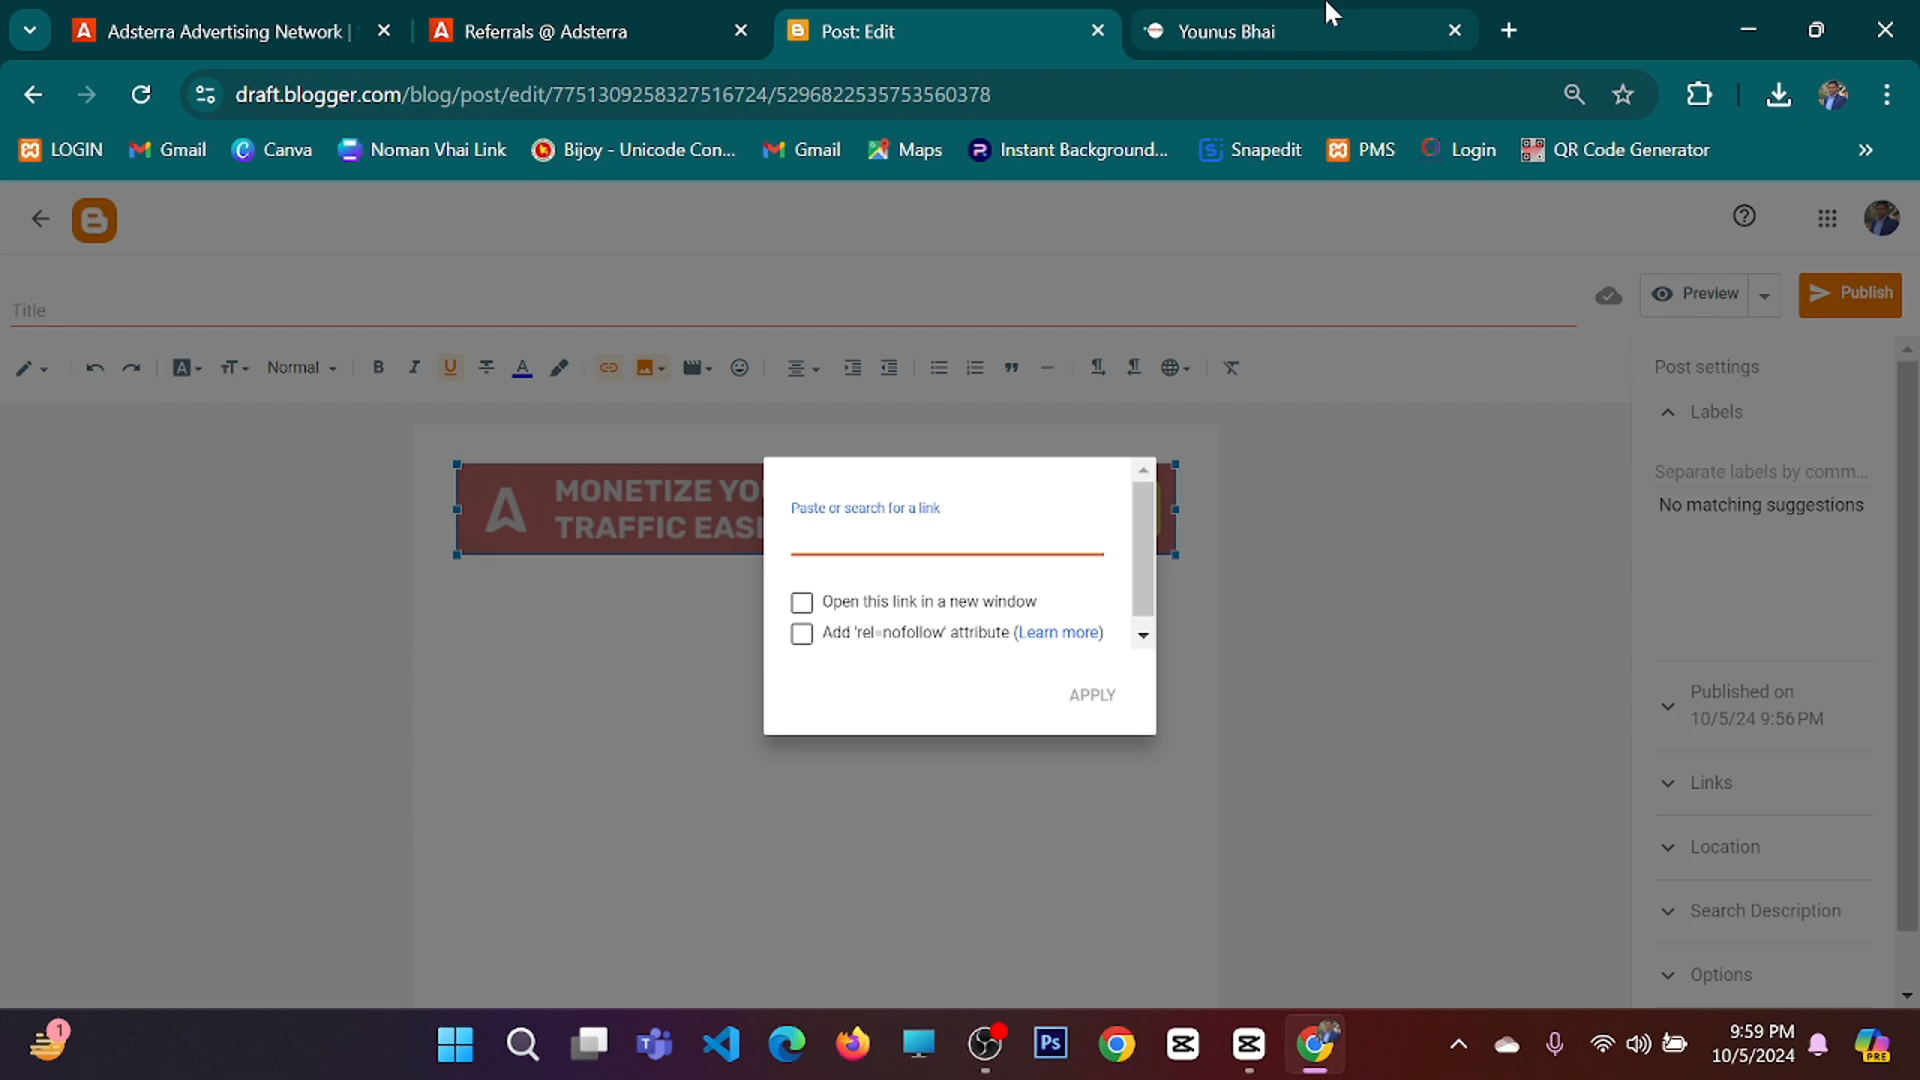 Adsterra Advertising Network |
Referrals @ Adsterra
Post: Edit
Younus Bhai
draft.blogger.com/blog/post/edit/7751309258327516724/5296822535753560378
LOGIN
Gmail
Canva
Noman Vhai Link
Bijoy - Unicode Con...
Gmail
Maps
Instant Background...
Snapedit
PMS
Login
QR Code Generator
Title
Preview
Publish
Normal
Post settings
Labels
Separate labels by comm...
No matching suggestions
MONETIZE YO
TRAFFIC EASI
Paste or search for a link
Open this link in a new window
Add 'rel=nofollow' attribute (Learn more)
APPLY
Published on
10/5/24 9:56 PM
Links
Location
Search Description
Options
1
Ps
9:59 PM
10/5/2024
PRE